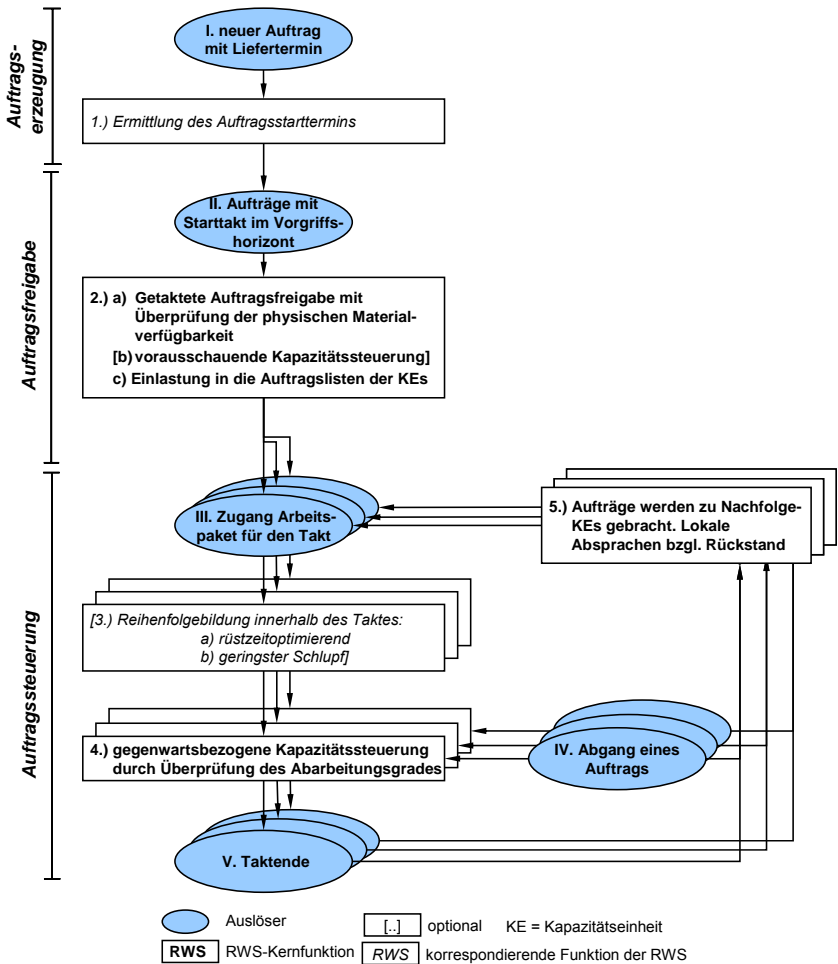 Auftrags-
erzeugung
I. neuer Auftrag
mit Liefertermin
1.) Ermittlung des Auftragsstarttermins
Auftragsfreigabe
II. Aufträge mit
Starttakt im Vorgriffs-
horizont
2.) a) Getaktete Auftragsfreigabe mit
Überprüfung der physischen Material-
verfügbarkeit
[b) vorausschauende Kapazitätssteuerung]
c) Einlastung in die Auftragslisten der KEs
Auftragssteuerung
III. Zugang Arbeits-
paket für den Takt
5.) Aufträge werden zu Nachfolge-
KEs gebracht. Lokale
Absprachen bzgl. Rückstand
[3.) Reihenfolgebildung innerhalb des Taktes:
a) rüstzeitoptimierend
b) geringster Schlupf]
4.) gegenwartsbezogene Kapazitätssteuerung
durch Überprüfung des Abarbeitungsgrades
IV. Abgang eines
Auftrags
V. Taktende
Auslöser
[..] optional
KE = Kapazitätseinheit
RWS RWS-Kernfunktion
RWS korrespondierende Funktion der RWS